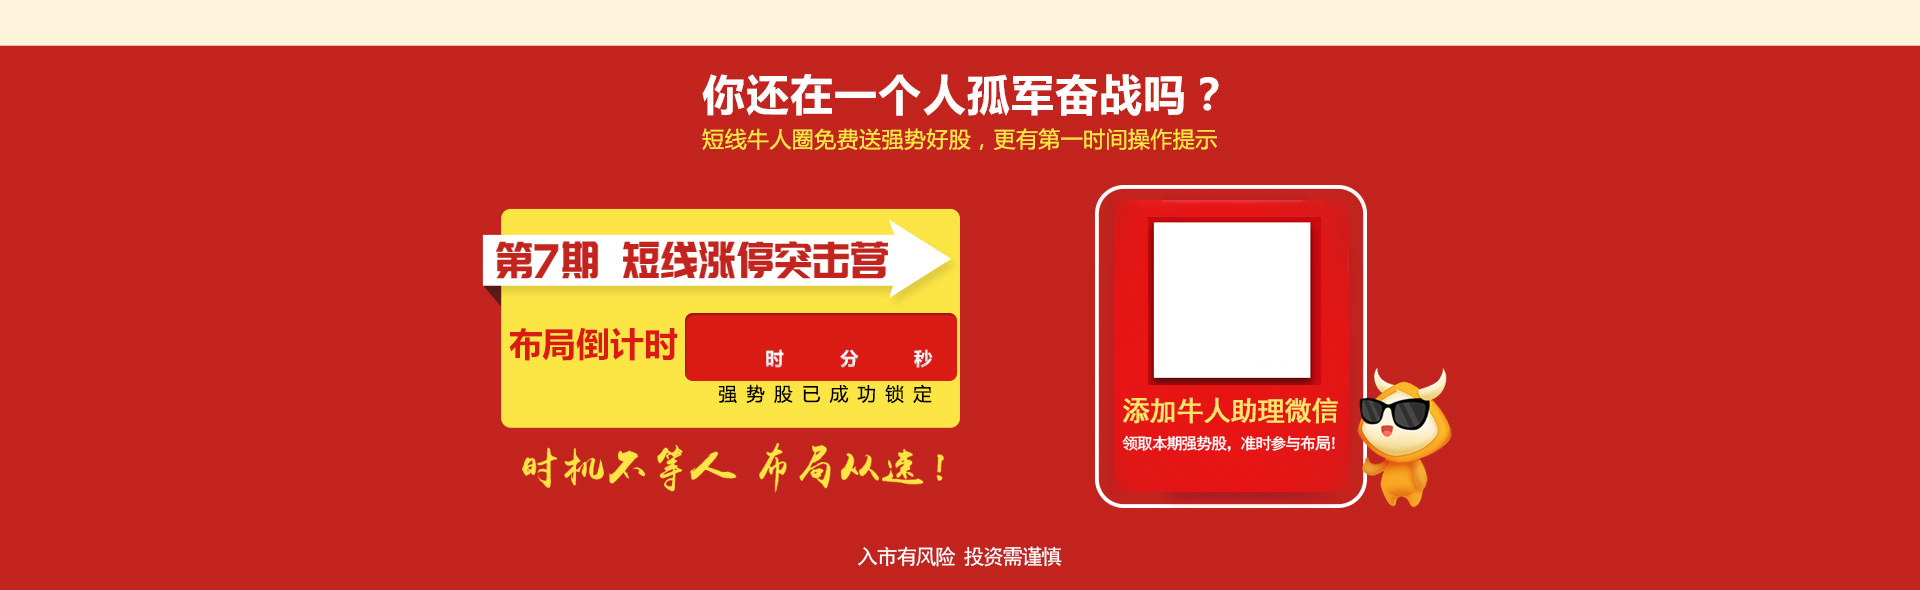 你还在一个人孤军奋战吗？
短线牛人圈免费送强势好股，更有第一时间操作提示
第7期 短线涨停突击营
布局倒计时
时 分 秒
强势股已成功锁定
时机不等人 布局从速！
添加牛人助理微信
领取本期强势股，准时参与布局!
入市有风险 投资需谨慎